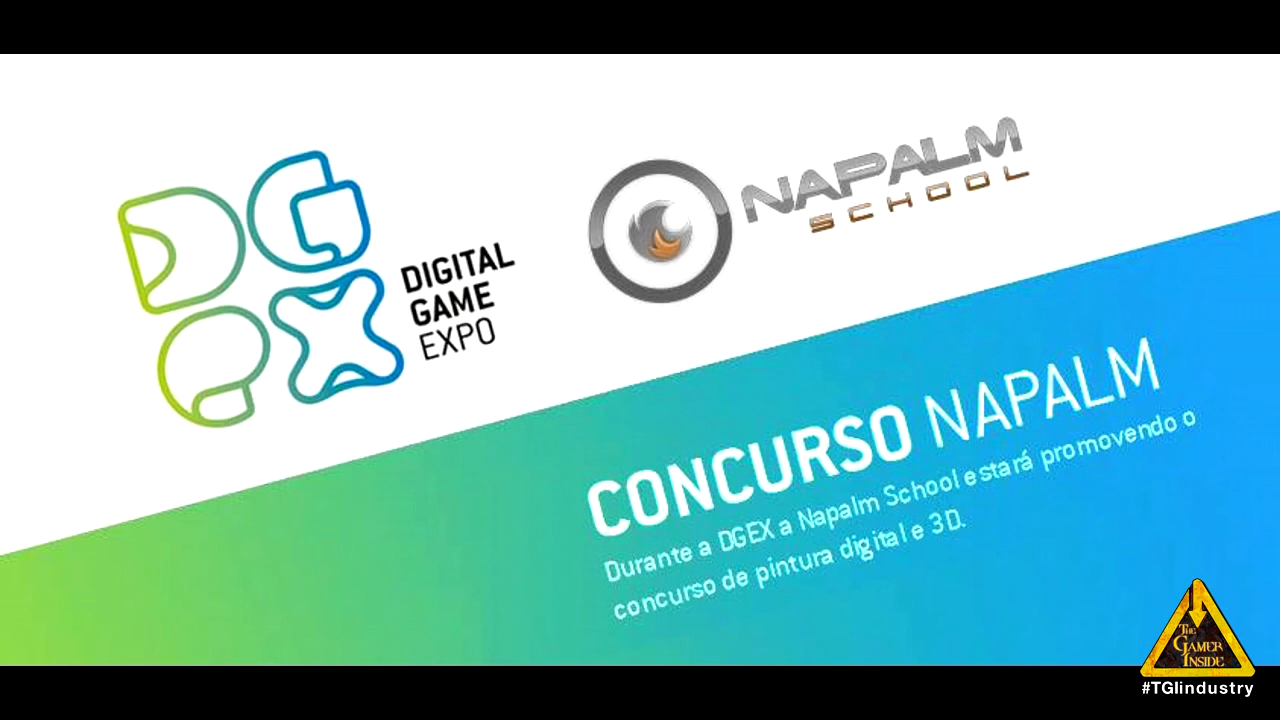 DIGITAL
GAME
EXPO
NAPALM
SCHOOL
CONCURSO NAPALM
Durante a DGEX a Napalm School estará promovendo o
concurso de pintura digital e 3D.
THE
GAMER
INSIDE
#TGIindustry